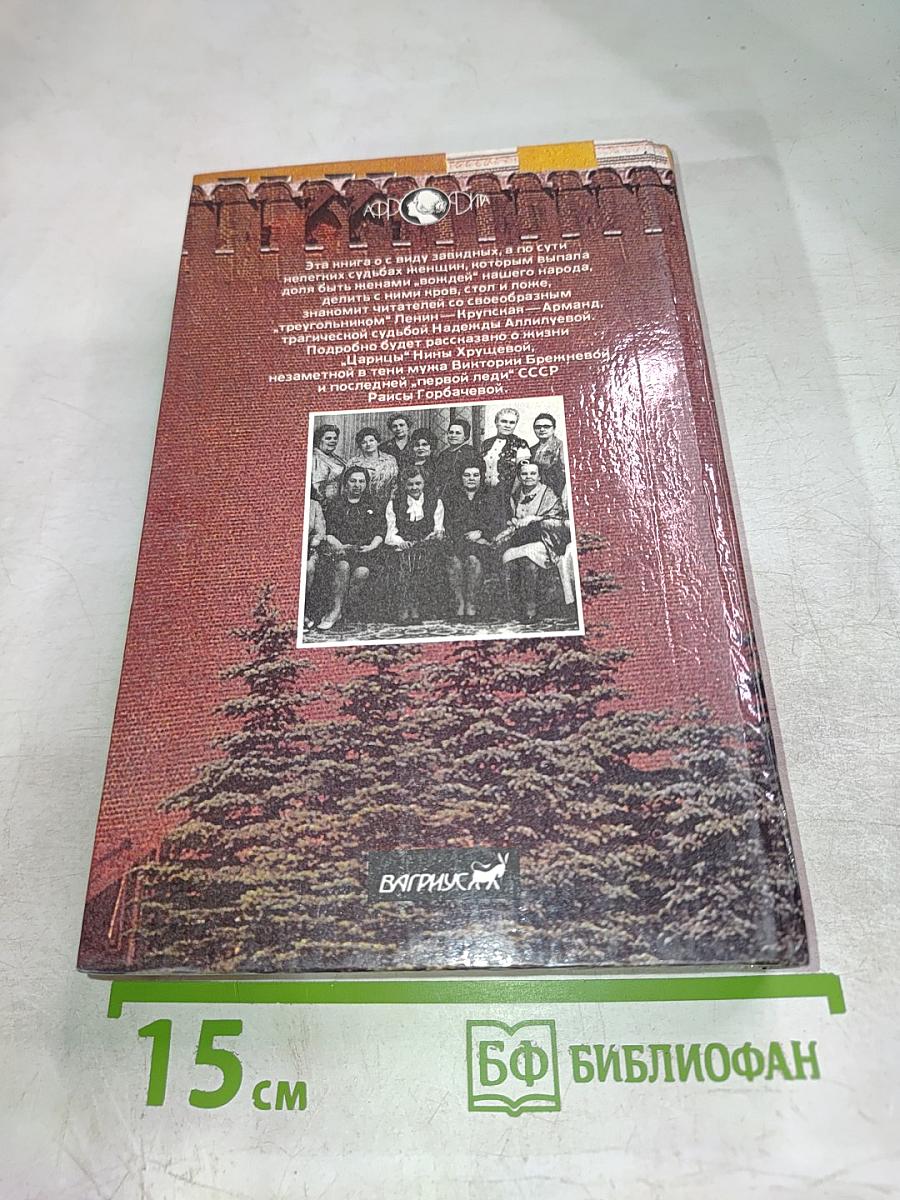 АФРОДИТА
Эта книга о с виду завидных, а по сути
нелегких судьбах женщин, которым выпала
доля быть женами „вождей" нашего народа,
делить с ними кров, стол и ложе,
знакомит читателей со своеобразным
„треугольником" Ленин—Крупская—Арманд,
трагической судьбой Надежды Аллилуевой.
Подробно будет рассказано о жизни
„Царицы" Нины Хрущевой,
незаметной в тени мужа Виктории Брежневой
и последней „первой леди" СССР
Раисы Горбачевой.
ВАГРИУС
15 см
БФ БИБЛИОФАН